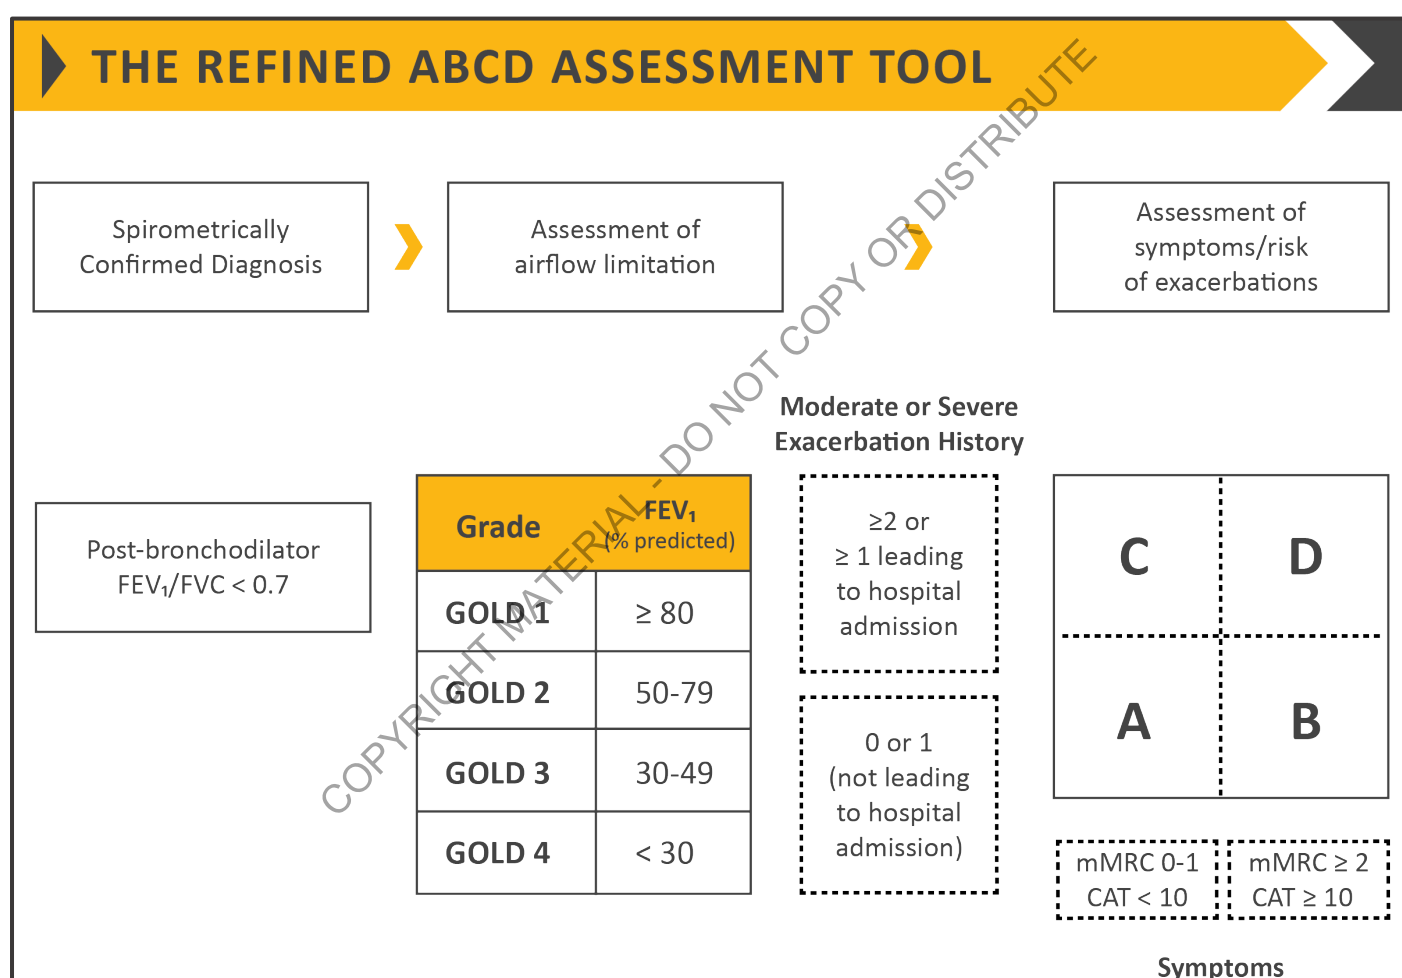 THE REFINED ABCD ASSESSMENT TOOL
Spirometrically
Confirmed Diagnosis
Assessment of
airflow limitation
Assessment of
symptoms/risk
of exacerbations
Post-bronchodilator
FEV₁/FVC < 0.7
Grade
FEV₁
(% predicted)
GOLD 1
≥ 80
GOLD 2
50-79
GOLD 3
30-49
GOLD 4
< 30
Moderate or Severe
Exacerbation History
≥2 or
≥ 1 leading
to hospital
admission
0 or 1
(not leading
to hospital
admission)
C
D
A
B
mMRC 0-1
CAT < 10
mMRC ≥ 2
CAT ≥ 10
Symptoms
COPYRIGHT MATERIAL - DO NOT COPY OR DISTRIBUTE